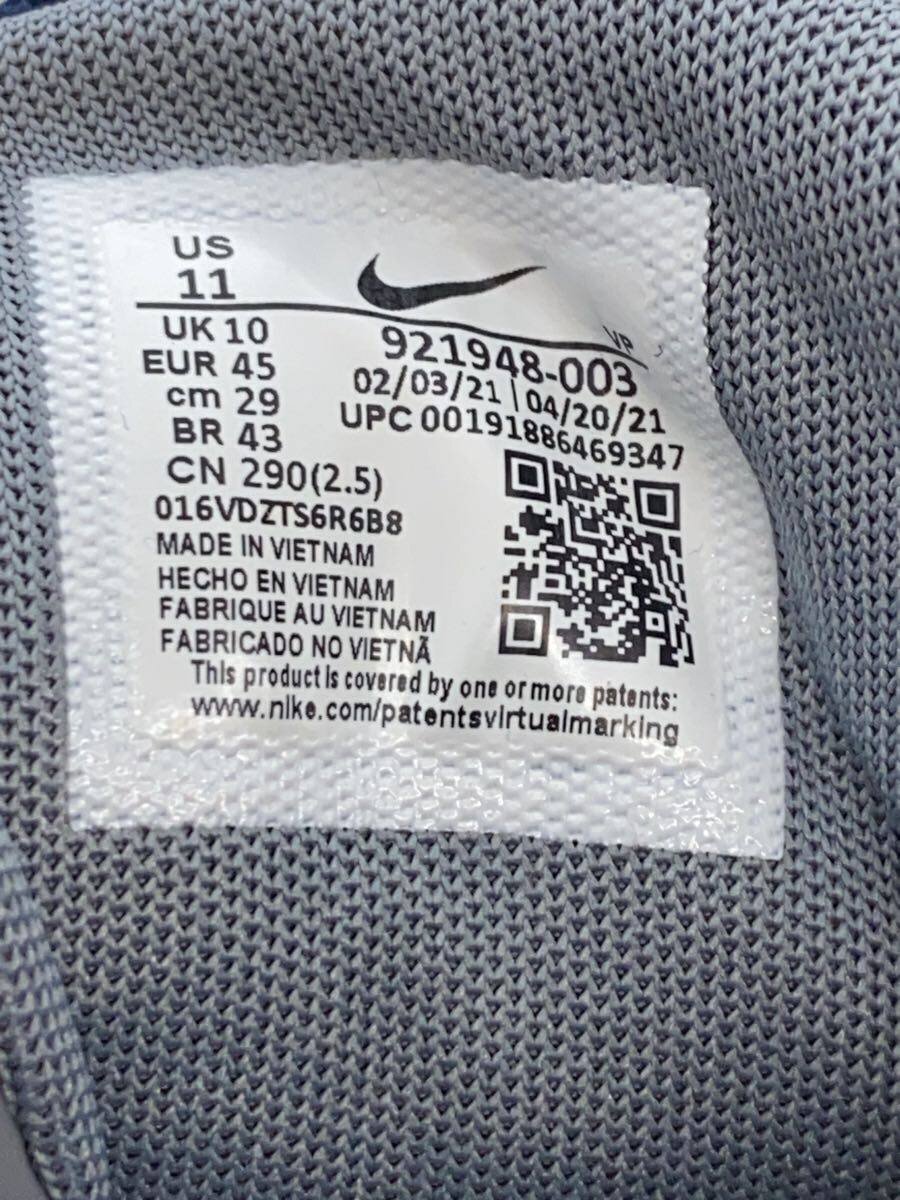 US
11
VP
UK 10
921948-003
EUR 45
02/03/21 | 04/20/21
cm 29
UPC 00191886469347
BR 43
CN 290(2.5)
016VDZTS6R6B8
MADE IN VIETNAM
HECHO EN VIETNAM
FABRIQUE AU VIETNAM
FABRICADO NO VIETNÃ
This product is covered by one or more patents:
www.nike.com/patentsvirtualmarking